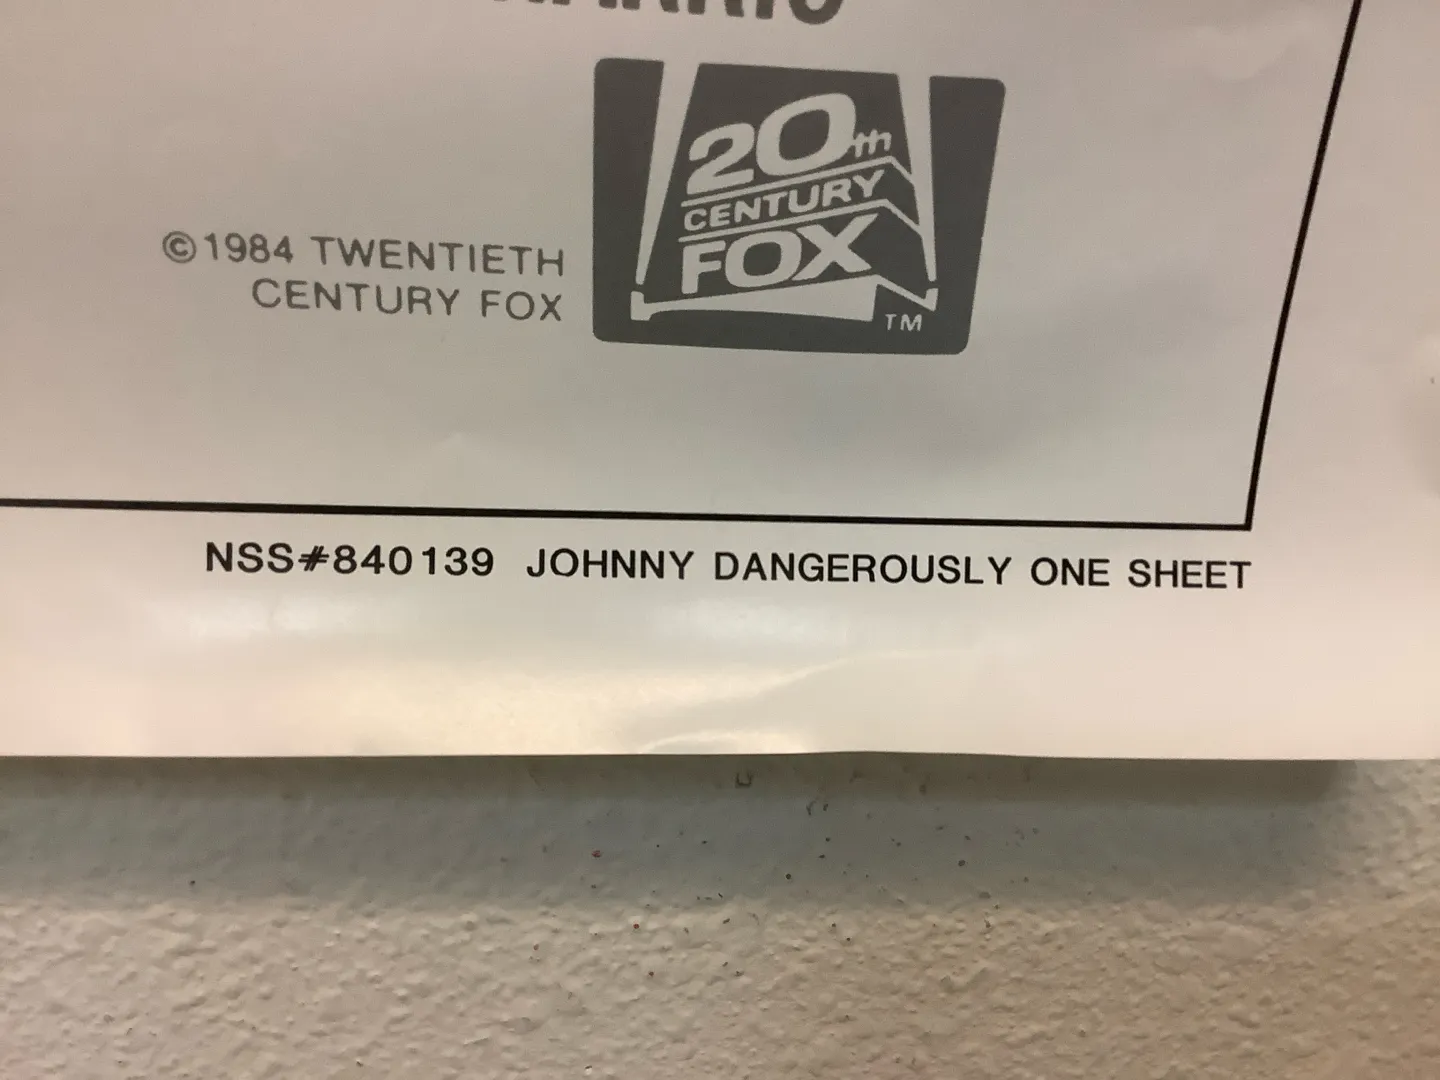 20th
CENTURY
FOX
TM
©1984 TWENTIETH
CENTURY FOX
NSS#840139 JOHNNY DANGEROUSLY ONE SHEET